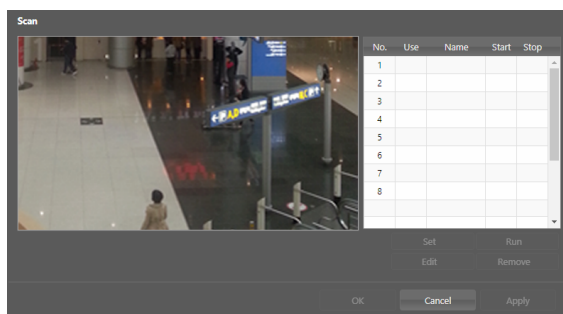 Scan
No. Use Name Start Stop
1
2
3
4
5
6
7
8
A,D
B,C
Set Run
Edit Remove
OK Cancel Apply